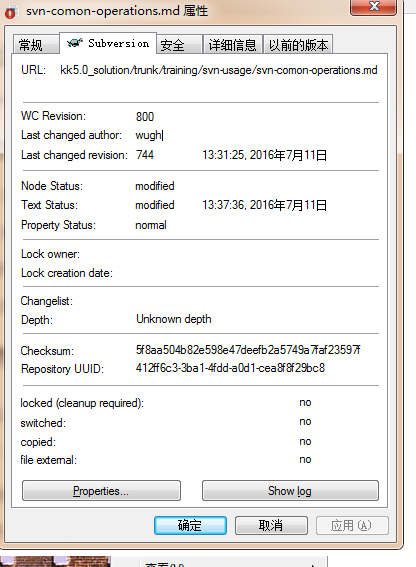 svn-comon-operations.md 属性
常规 Subversion 安全 详细信息 以前的版本
URL: kk5.0_solution/trunk/training/svn-usage/svn-comon-operations.md
WC Revision: 800
Last changed author: wugh
Last changed revision: 744 13:31:25, 2016年7月11日
Node Status: modified
Text Status: modified 13:37:36, 2016年7月11日
Property Status: normal
Lock owner:
Lock creation date:
Changelist:
Depth: Unknown depth
Checksum: 5f8aa504b82e598e47deefb2a5749a7faf23597f
Repository UUID: 412ff6c3-3ba1-4fdd-a0d1-cea8f8f29bc8
locked (cleanup required): no
switched: no
copied: no
file external: no
Properties... Show log
确定 取消 应用(A)